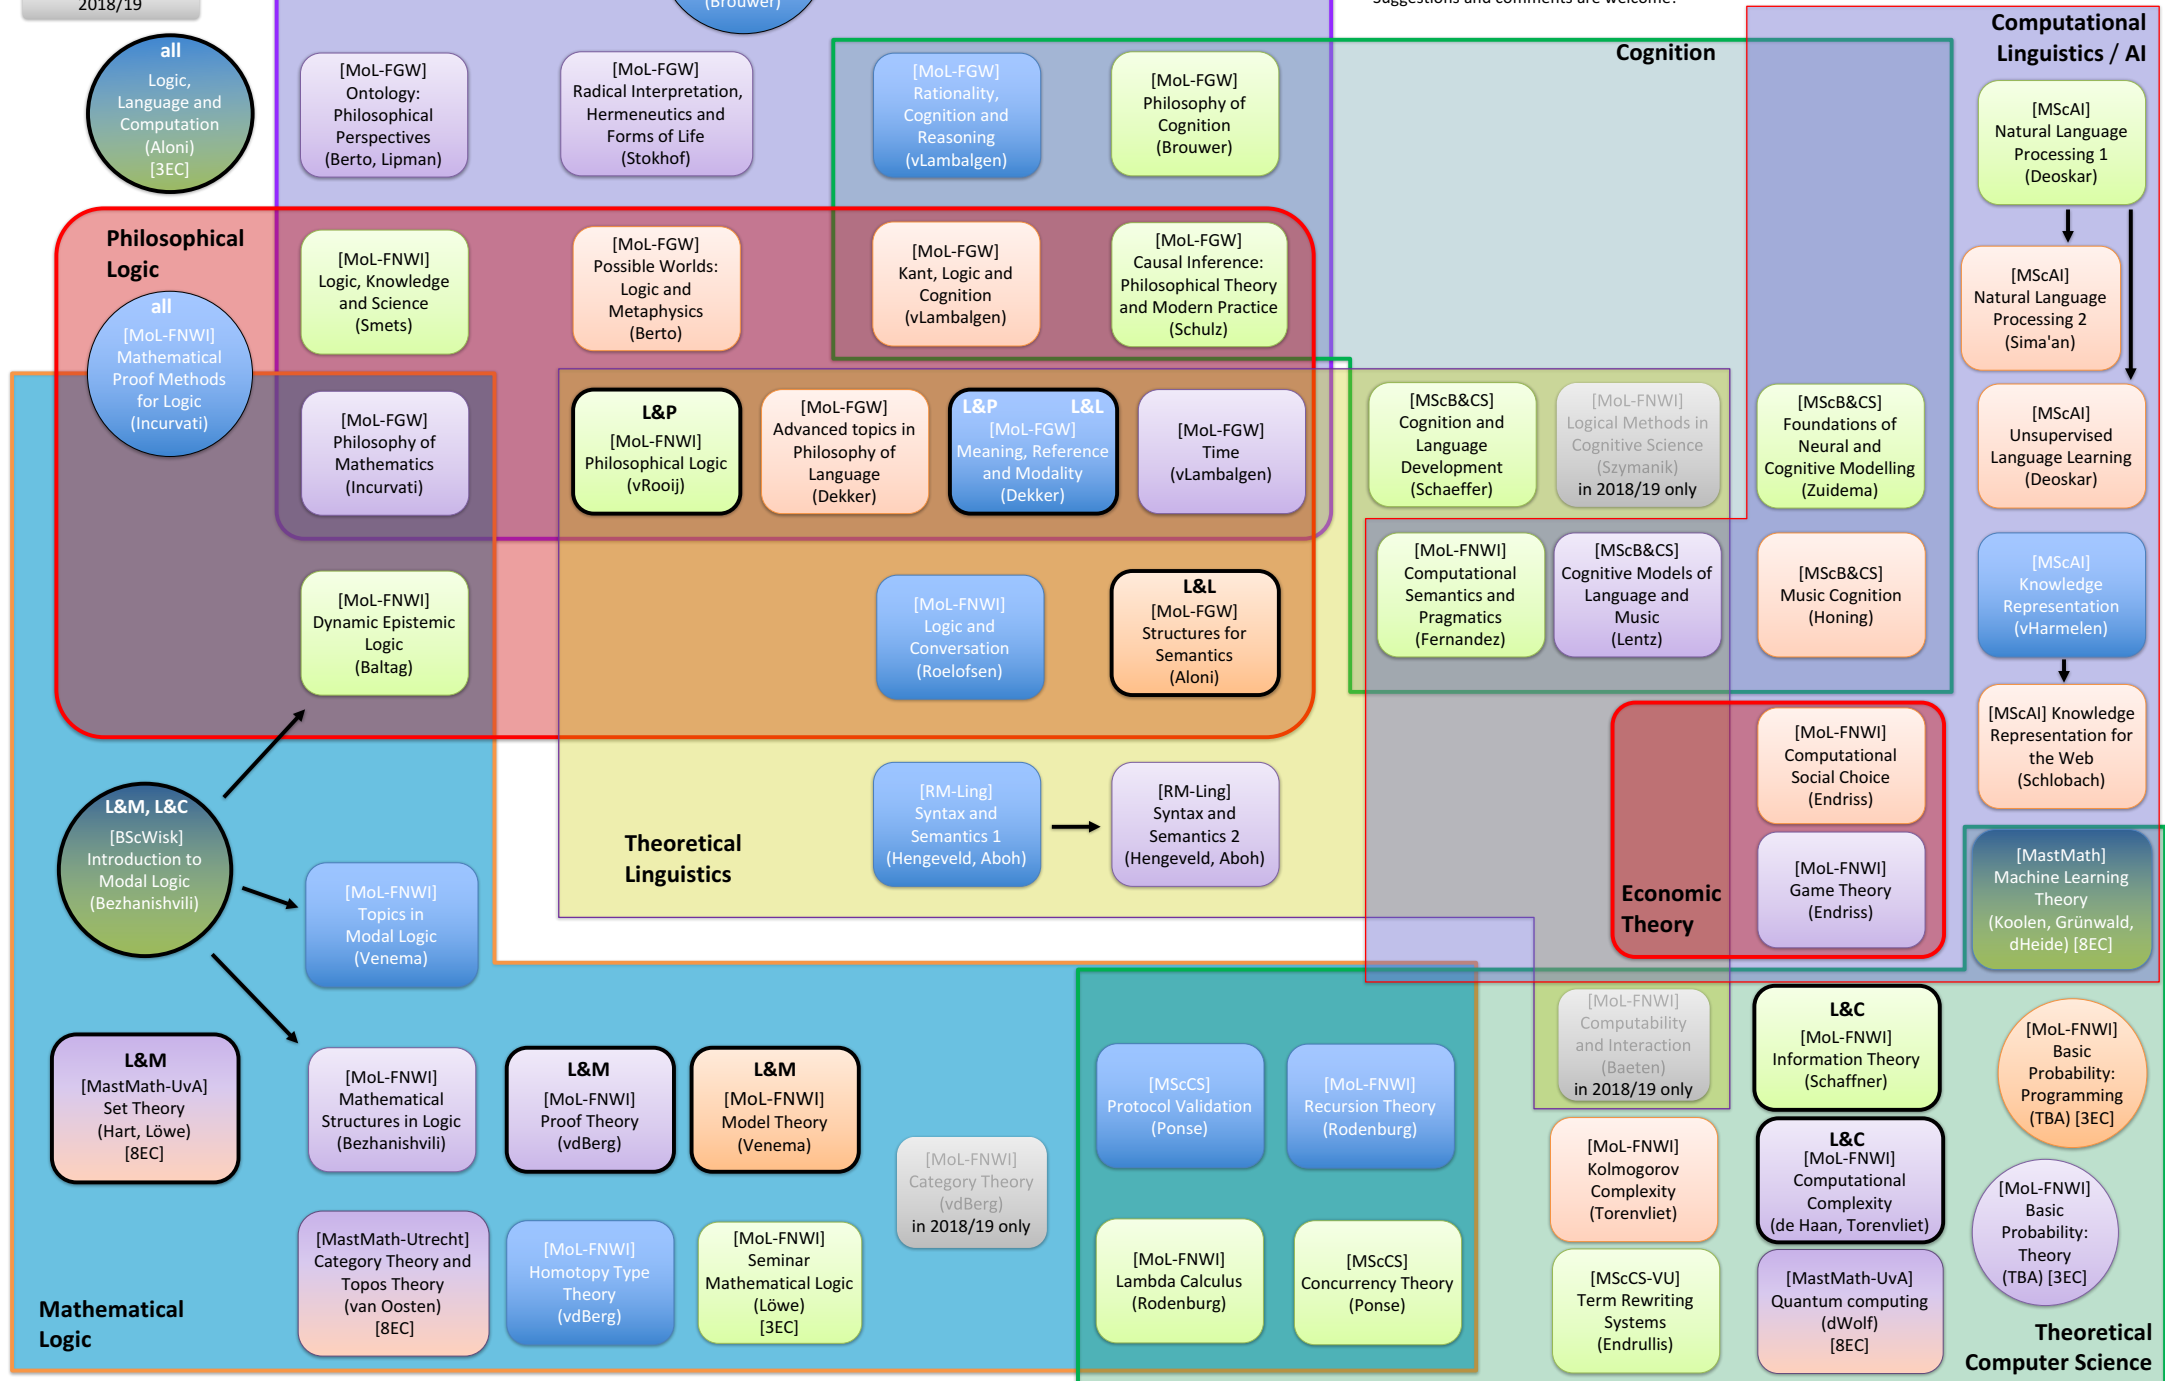 2018/19
(Brouwer)
Suggestions and comments are welcome!
Computational
Linguistics / AI
Cognition
all
Logic,
Language and
Computation
(Aloni)
[3EC]
[MoL-FGW]
Ontology:
Philosophical
Perspectives
(Berto, Lipman)
[MoL-FGW]
Radical Interpretation,
Hermeneutics and
Forms of Life
(Stokhof)
[MoL-FGW]
Rationality,
Cognition and
Reasoning
(vLambalgen)
[MoL-FGW]
Philosophy of
Cognition
(Brouwer)
[MScAI]
Natural Language
Processing 1
(Deoskar)
Philosophical
Logic
[MoL-FNWI]
Logic, Knowledge
and Science
(Smets)
[MoL-FGW]
Possible Worlds:
Logic and
Metaphysics
(Berto)
[MoL-FGW]
Kant, Logic and
Cognition
(vLambalgen)
[MoL-FGW]
Causal Inference:
Philosophical Theory
and Modern Practice
(Schulz)
[MScAI]
Natural Language
Processing 2
(Sima'an)
all
[MoL-FNWI]
Mathematical
Proof Methods
for Logic
(Incurvati)
[MoL-FGW]
Philosophy of
Mathematics
(Incurvati)
L&P
[MoL-FNWI]
Philosophical Logic
(vRooij)
[MoL-FGW]
Advanced topics in
Philosophy of
Language
(Dekker)
L&P L&L
[MoL-FGW]
Meaning, Reference
and Modality
(Dekker)
[MoL-FGW]
Time
(vLambalgen)
[MScB&CS]
Cognition and
Language
Development
(Schaeffer)
[MoL-FNWI]
Logical Methods in
Cognitive Science
(Szymanik)
in 2018/19 only
[MScB&CS]
Foundations of
Neural and
Cognitive Modelling
(Zuidema)
[MScAI]
Unsupervised
Language Learning
(Deoskar)
[MoL-FNWI]
Dynamic Epistemic
Logic
(Baltag)
[MoL-FNWI]
Logic and
Conversation
(Roelofsen)
L&L
[MoL-FGW]
Structures for
Semantics
(Aloni)
[MoL-FNWI]
Computational
Semantics and
Pragmatics
(Fernandez)
[MScB&CS]
Cognitive Models of
Language and
Music
(Lentz)
[MScB&CS]
Music Cognition
(Honing)
[MScAI]
Knowledge
Representation
(vHarmelen)
[MScAI] Knowledge
Representation for
the Web
(Schlobach)
L&M, L&C
[BScWisk]
Introduction to
Modal Logic
(Bezhanishvili)
[MoL-FNWI]
Topics in
Modal Logic
(Venema)
Theoretical
Linguistics
[RM-Ling]
Syntax and
Semantics 1
(Hengeveld, Aboh)
[RM-Ling]
Syntax and
Semantics 2
(Hengeveld, Aboh)
[MoL-FNWI]
Computational
Social Choice
(Endriss)
Economic
Theory
[MoL-FNWI]
Game Theory
(Endriss)
[MastMath]
Machine Learning
Theory
(Koolen, Grünwald,
dHeide) [8EC]
L&M
[MastMath-UvA]
Set Theory
(Hart, Löwe)
[8EC]
[MoL-FNWI]
Mathematical
Structures in Logic
(Bezhanishvili)
L&M
[MoL-FNWI]
Proof Theory
(vdBerg)
L&M
[MoL-FNWI]
Model Theory
(Venema)
[MoL-FNWI]
Category Theory
(vdBerg)
in 2018/19 only
[MScCS]
Protocol Validation
(Ponse)
[MoL-FNWI]
Recursion Theory
(Rodenburg)
[MoL-FNWI]
Computability
and Interaction
(Baeten)
in 2018/19 only
L&C
[MoL-FNWI]
Information Theory
(Schaffner)
[MoL-FNWI]
Basic
Probability:
Programming
(TBA) [3EC]
[MoL-FNWI]
Kolmogorov
Complexity
(Torenvliet)
L&C
[MoL-FNWI]
Computational
Complexity
(de Haan, Torenvliet)
[MoL-FNWI]
Basic
Probability:
Theory
(TBA) [3EC]
Mathematical
Logic
[MastMath-Utrecht]
Category Theory and
Topos Theory
(van Oosten)
[8EC]
[MoL-FNWI]
Homotopy Type
Theory
(vdBerg)
[MoL-FNWI]
Seminar
Mathematical Logic
(Löwe)
[3EC]
[MoL-FNWI]
Lambda Calculus
(Rodenburg)
[MScCS]
Concurrency Theory
(Ponse)
[MScCS-VU]
Term Rewriting
Systems
(Endrullis)
[MastMath-UvA]
Quantum computing
(dWolf)
[8EC]
Theoretical
Computer Science